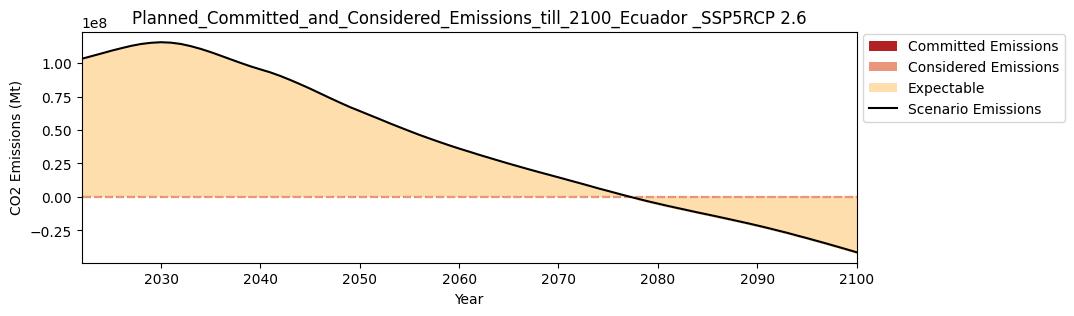 Planned_Committed_and_Considered_Emissions_till_2100_Ecuador _SSP5RCP 2.6
1e8
1.00
0.75
0.50
0.25
0.00
−0.25
CO2 Emissions (Mt)
2030 2040 2050 2060 2070 2080 2090 2100
Year
Committed Emissions
Considered Emissions
Expectable
Scenario Emissions